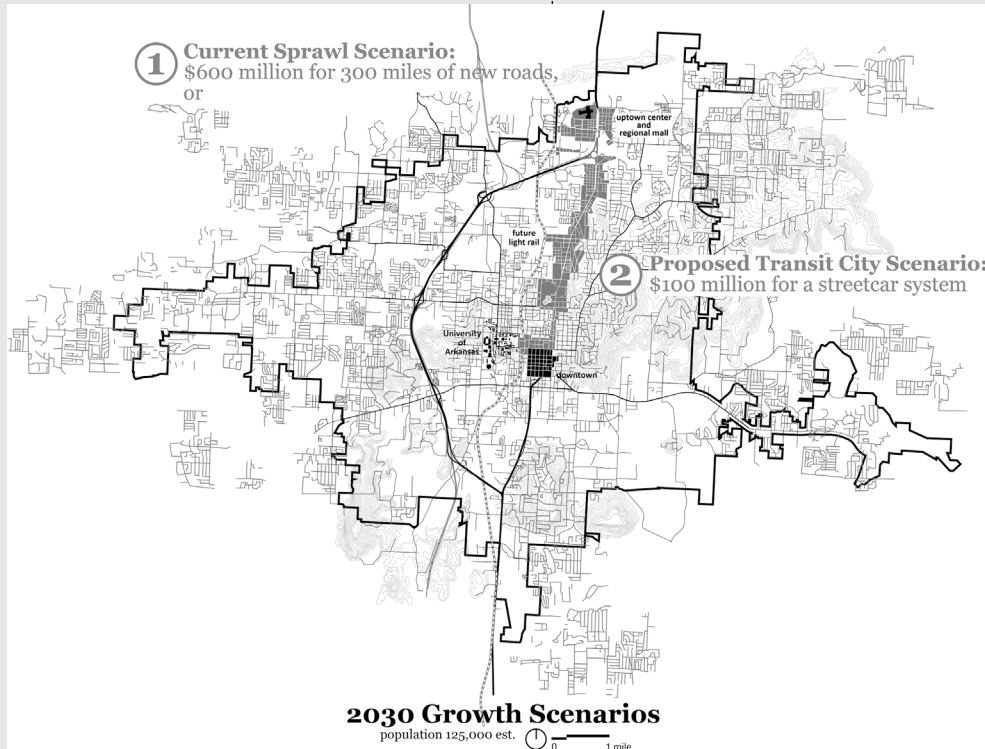 1
Current Sprawl Scenario:
$600 million for 300 miles of new roads,
or
uptown center
and
regional mall
future
light rail
2
Proposed Transit City Scenario:
$100 million for a streetcar system
University
of
Arkansas
downtown
2030 Growth Scenarios
population 125,000 est.
0 1 mile